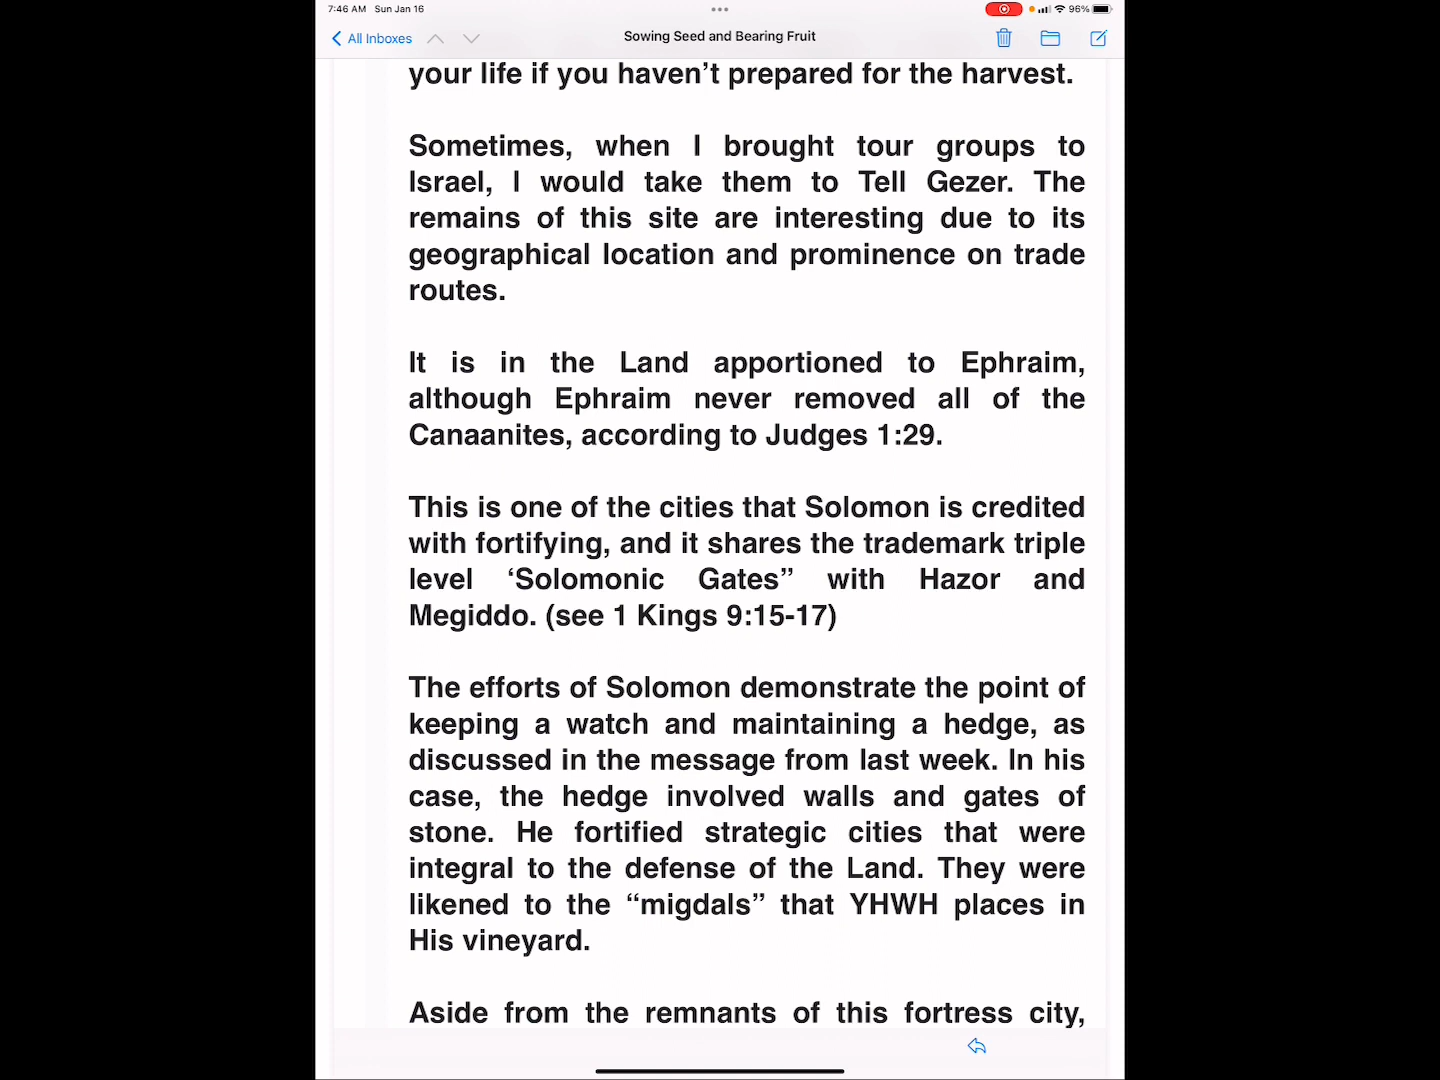 7:46 AM Sun Jan 16
96%
All Inboxes
Sowing Seed and Bearing Fruit
your life if you haven’t prepared for the harvest.
Sometimes, when I brought tour groups to
Israel, I would take them to Tell Gezer. The
remains of this site are interesting due to its
geographical location and prominence on trade
routes.
It is in the Land apportioned to Ephraim,
although Ephraim never removed all of the
Canaanites, according to Judges 1:29.
This is one of the cities that Solomon is credited
with fortifying, and it shares the trademark triple
level ‘Solomonic Gates” with Hazor and
Megiddo. (see 1 Kings 9:15-17)
The efforts of Solomon demonstrate the point of
keeping a watch and maintaining a hedge, as
discussed in the message from last week. In his
case, the hedge involved walls and gates of
stone. He fortified strategic cities that were
integral to the defense of the Land. They were
likened to the “migdals” that YHWH places in
His vineyard.
Aside from the remnants of this fortress city,